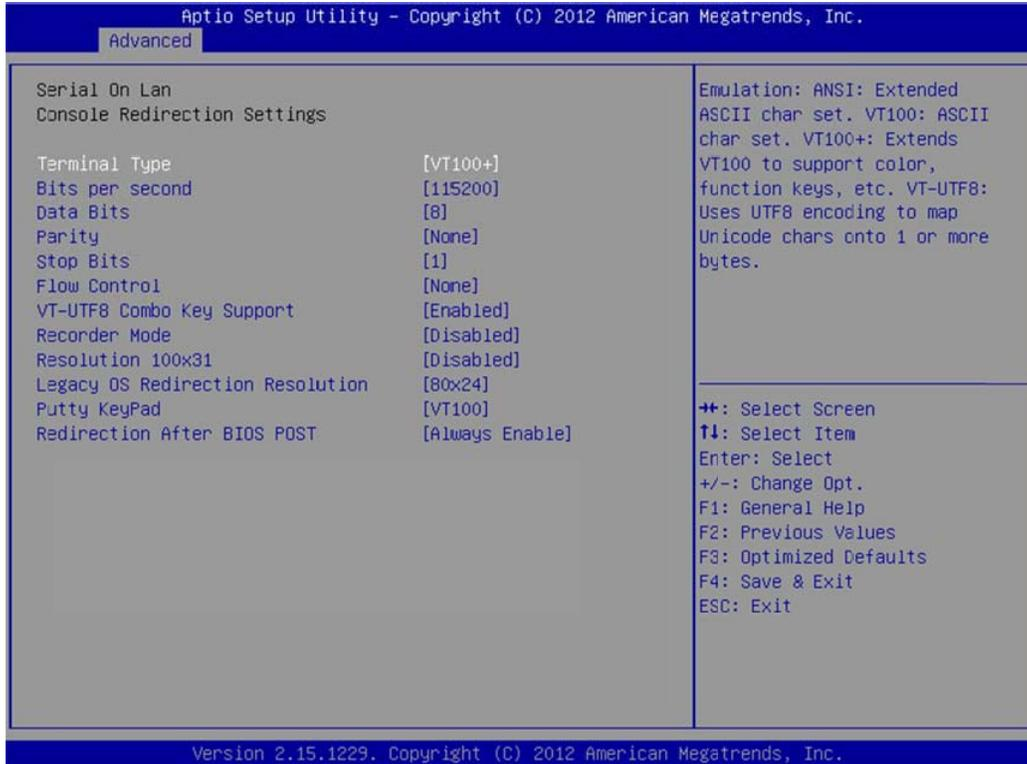 Aptio Setup Utility – Copyright (C) 2012 American Megatrends, Inc.
Advanced
Serial On Lan
Console Redirection Settings
Terminal Type [VT100+]
Bits per second [115200]
Data Bits [8]
Parity [None]
Stop Bits [1]
Flow Control [None]
VT-UTF8 Combo Key Support [Enabled]
Recorder Mode [Disabled]
Resolution 100x31 [Disabled]
Legacy OS Redirection Resolution [80x24]
Putty KeyPad [VT100]
Redirection After BIOS POST [Always Enable]
Emulation: ANSI: Extended
ASCII char set. VT100: ASCII
char set. VT100+: Extends
VT100 to support color,
function keys, etc. VT-UTF8:
Uses UTF8 encoding to map
Unicode chars onto 1 or more
bytes.
→←: Select Screen
↑↓: Select Item
Enter: Select
+/-: Change Opt.
F1: General Help
F2: Previous Values
F3: Optimized Defaults
F4: Save & Exit
ESC: Exit
Version 2.15.1229. Copyright (C) 2012 American Megatrends, Inc.